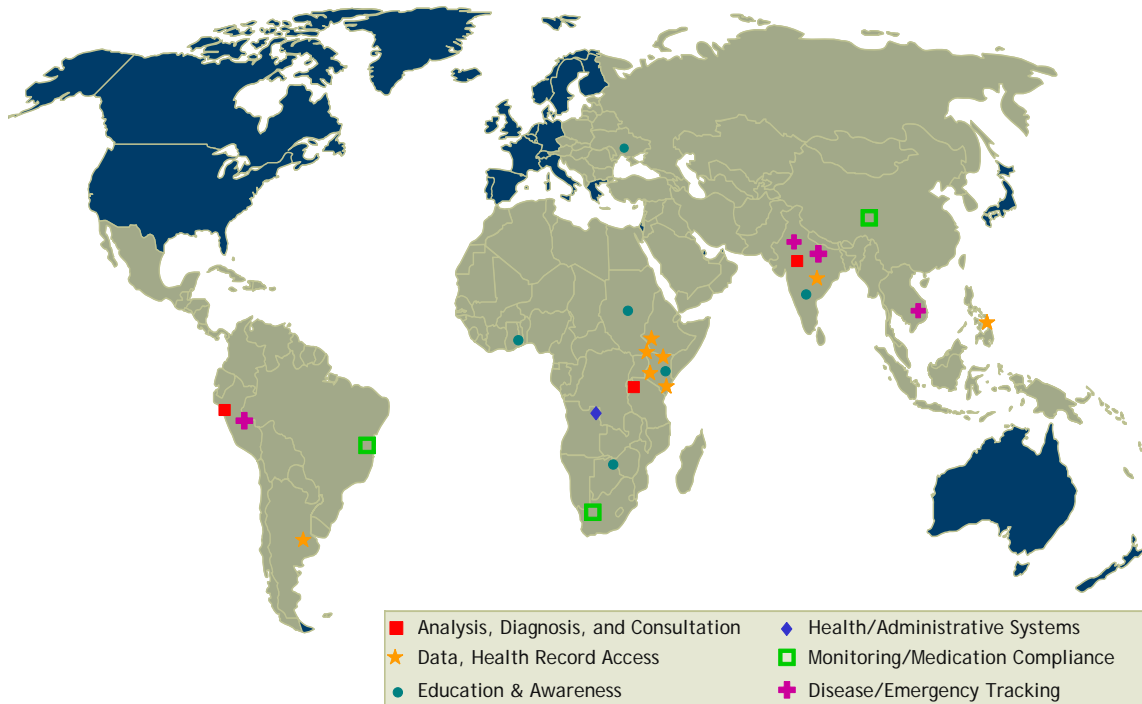 Analysis, Diagnosis, and Consultation
Data, Health Record Access
Education & Awareness
Health/Administrative Systems
Monitoring/Medication Compliance
Disease/Emergency Tracking